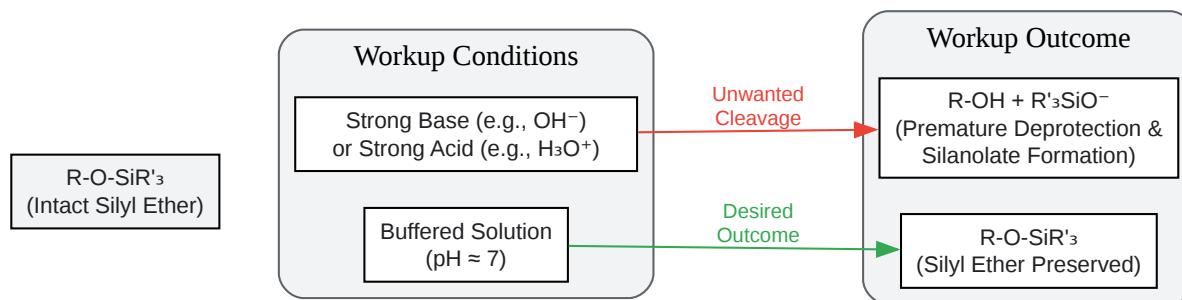 R-O-SiR'₃
(Intact Silyl Ether)
Workup Conditions
Strong Base (e.g., OH⁻)
or Strong Acid (e.g., H₃O⁺)
Buffered Solution
(pH ≈ 7)
Unwanted
Cleavage
Desired
Outcome
Workup Outcome
R-OH + R'₃SiO⁻
(Premature Deprotection &
Silanolate Formation)
R-O-SiR'₃
(Silyl Ether Preserved)